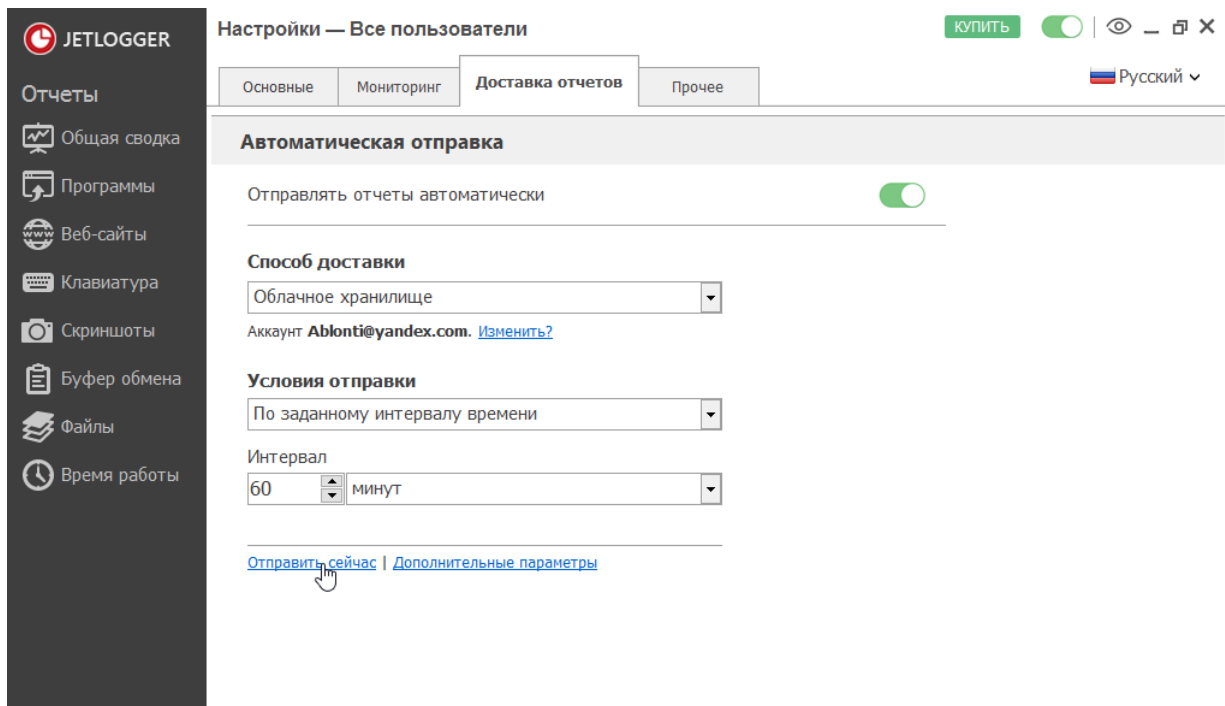 JETLOGGER
Настройки — Все пользователи
КУПИТЬ
Русский
Отчеты
Общая сводка
Программы
Веб-сайты
Клавиатура
Скриншоты
Буфер обмена
Файлы
Время работы
Основные
Мониторинг
Доставка отчетов
Прочее
Автоматическая отправка
Отправлять отчеты автоматически
Способ доставки
Облачное хранилище
Аккаунт Ablonti@yandex.com. Изменить?
Условия отправки
По заданному интервалу времени
Интервал
60 минут
Отправить сейчас | Дополнительные параметры